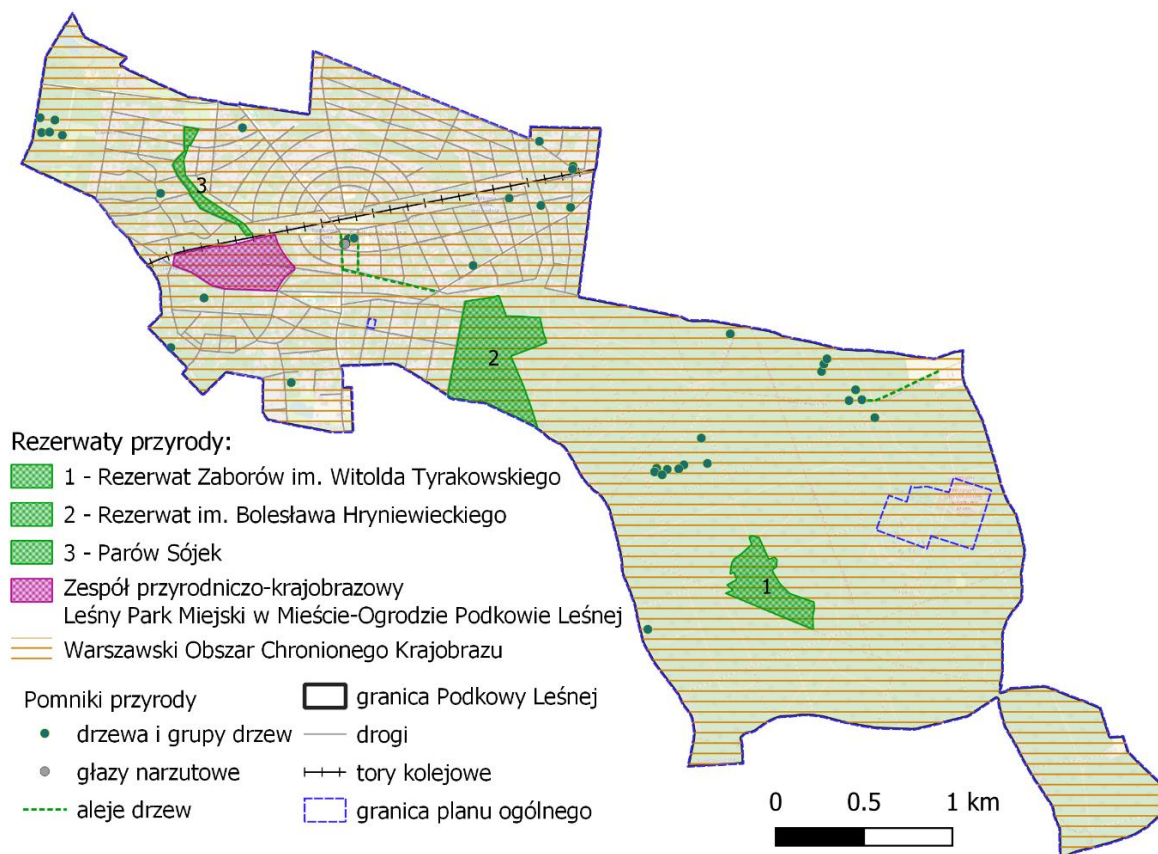 3
2
1
Rezerwaty przyrody:
1 - Rezerwat Zaborów im. Witolda Tyrakowskiego
2 - Rezerwat im. Bolesława Hryniewieckiego
3 - Parów Sójek
Zespół przyrodniczo-krajobrazowy
Leśny Park Miejski w Mieście-Ogrodzie Podkowie Leśnej
Warszawski Obszar Chronionego Krajobrazu
Pomniki przyrody
drzewa i grupy drzew
głazy narzutowe
aleje drzew
granica Podkowy Leśnej
drogi
tory kolejowe
granica planu ogólnego
0 0.5 1 km